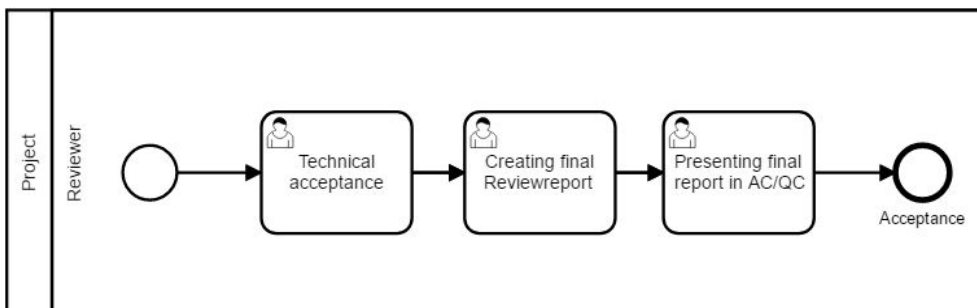 Project
Reviewer
Technical
acceptance
Creating final
Reviewreport
Presenting final
report in AC/QC
Acceptance